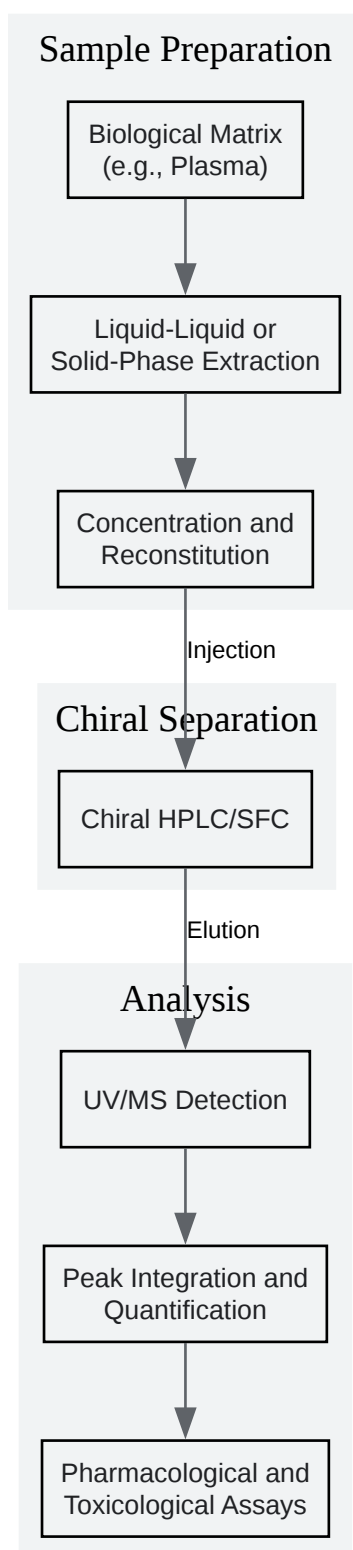 Sample Preparation
Biological Matrix
(e.g., Plasma)
Liquid-Liquid or
Solid-Phase Extraction
Concentration and
Reconstitution
Injection
Chiral Separation
Chiral HPLC/SFC
Elution
Analysis
UV/MS Detection
Peak Integration and
Quantification
Pharmacological and
Toxicological Assays